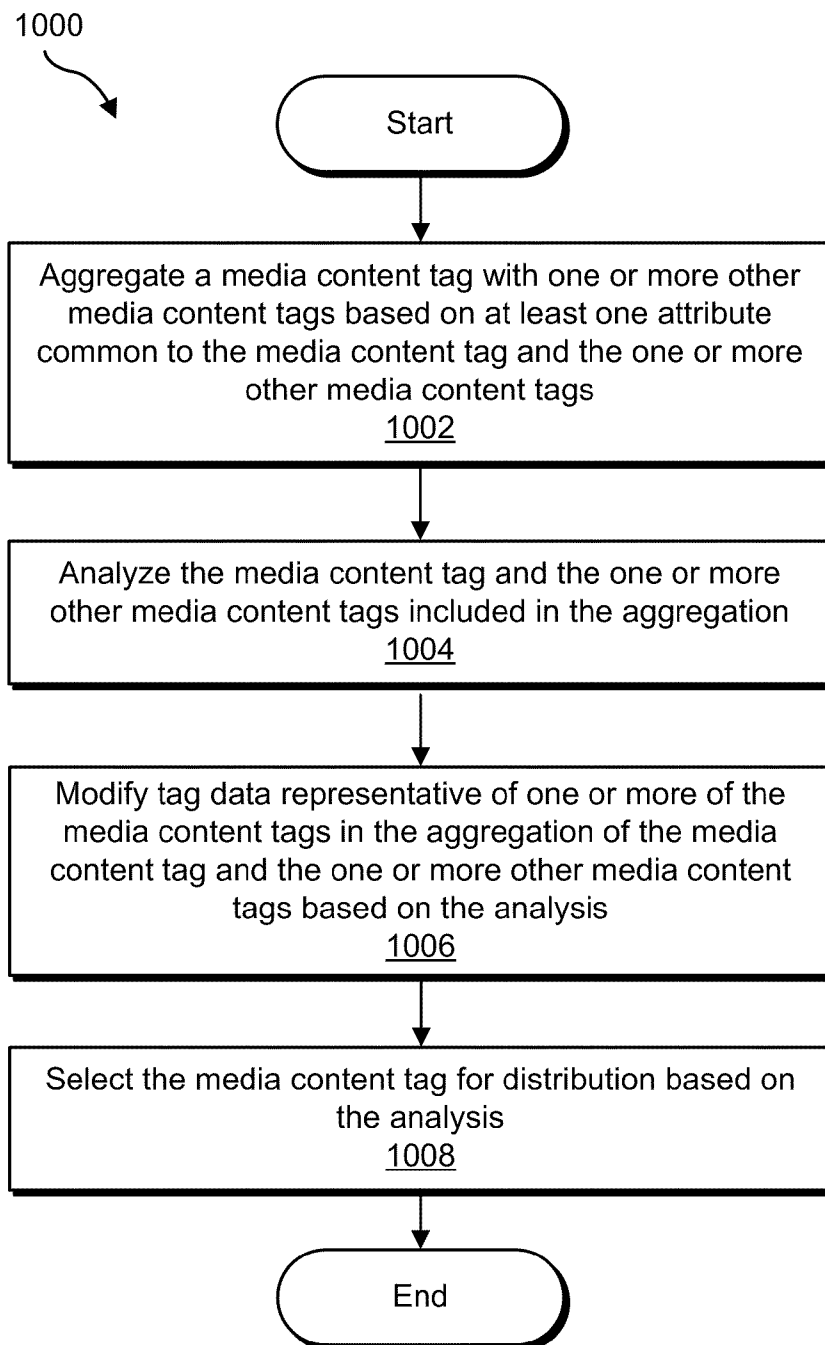 1000
Start
Aggregate a media content tag with one or more other
media content tags based on at least one attribute
common to the media content tag and the one or more
other media content tags
1002
Analyze the media content tag and the one or more
other media content tags included in the aggregation
1004
Modify tag data representative of one or more of the
media content tags in the aggregation of the media
content tag and the one or more other media content
tags based on the analysis
1006
Select the media content tag for distribution based on
the analysis
1008
End